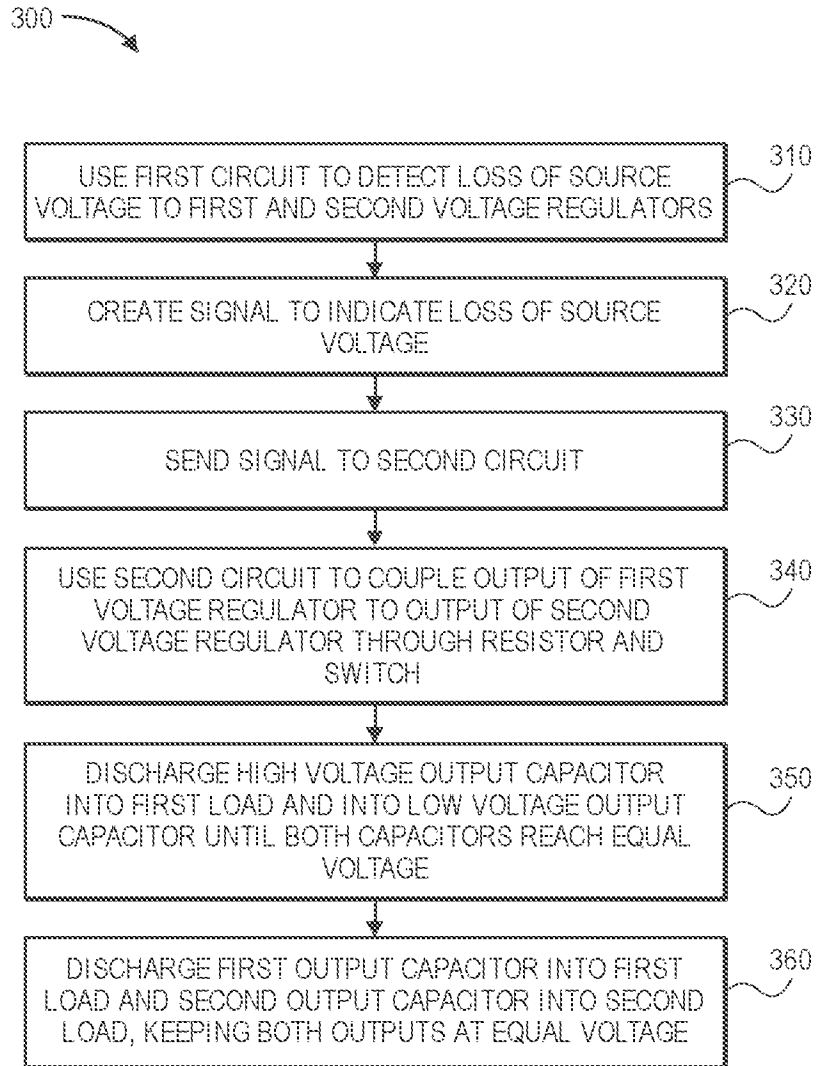 300
310
USE FIRST CIRCUIT TO DETECT LOSS OF SOURCE
VOLTAGE TO FIRST AND SECOND VOLTAGE REGULATORS
320
CREATE SIGNAL TO INDICATE LOSS OF SOURCE
VOLTAGE
330
SEND SIGNAL TO SECOND CIRCUIT
340
USE SECOND CIRCUIT TO COUPLE OUTPUT OF FIRST
VOLTAGE REGULATOR TO OUTPUT OF SECOND
VOLTAGE REGULATOR THROUGH RESISTOR AND
SWITCH
350
DISCHARGE HIGH VOLTAGE OUTPUT CAPACITOR
INTO FIRST LOAD AND INTO LOW VOLTAGE OUTPUT
CAPACITOR UNTIL BOTH CAPACITORS REACH EQUAL
VOLTAGE
360
DISCHARGE FIRST OUTPUT CAPACITOR INTO FIRST
LOAD AND SECOND OUTPUT CAPACITOR INTO SECOND
LOAD, KEEPING BOTH OUTPUTS AT EQUAL VOLTAGE